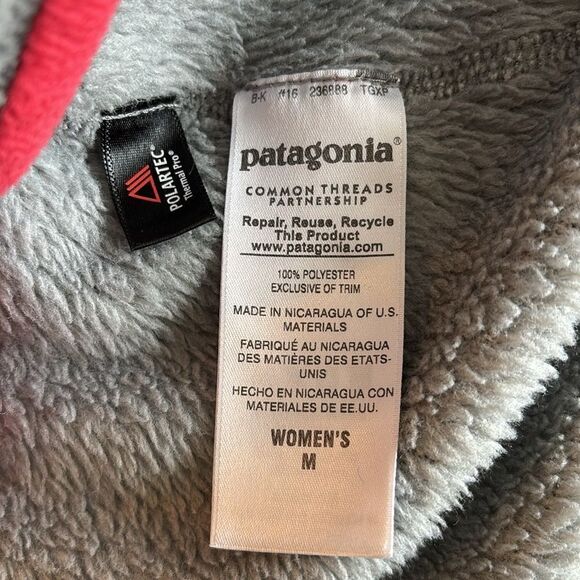 POLARTEC®
Thermal Pro®
B-K #16 236888 TGXP
patagonia®
COMMON THREADS
PARTNERSHIP
Repair, Reuse, Recycle
This Product
www.patagonia.com
100% POLYESTER
EXCLUSIVE OF TRIM
MADE IN NICARAGUA OF U.S.
MATERIALS
FABRIQUÉ AU NICARAGUA
DES MATIÈRES DES ETATS-
UNIS
HECHO EN NICARAGUA CON
MATERIALES DE EE.UU.
WOMEN'S
M